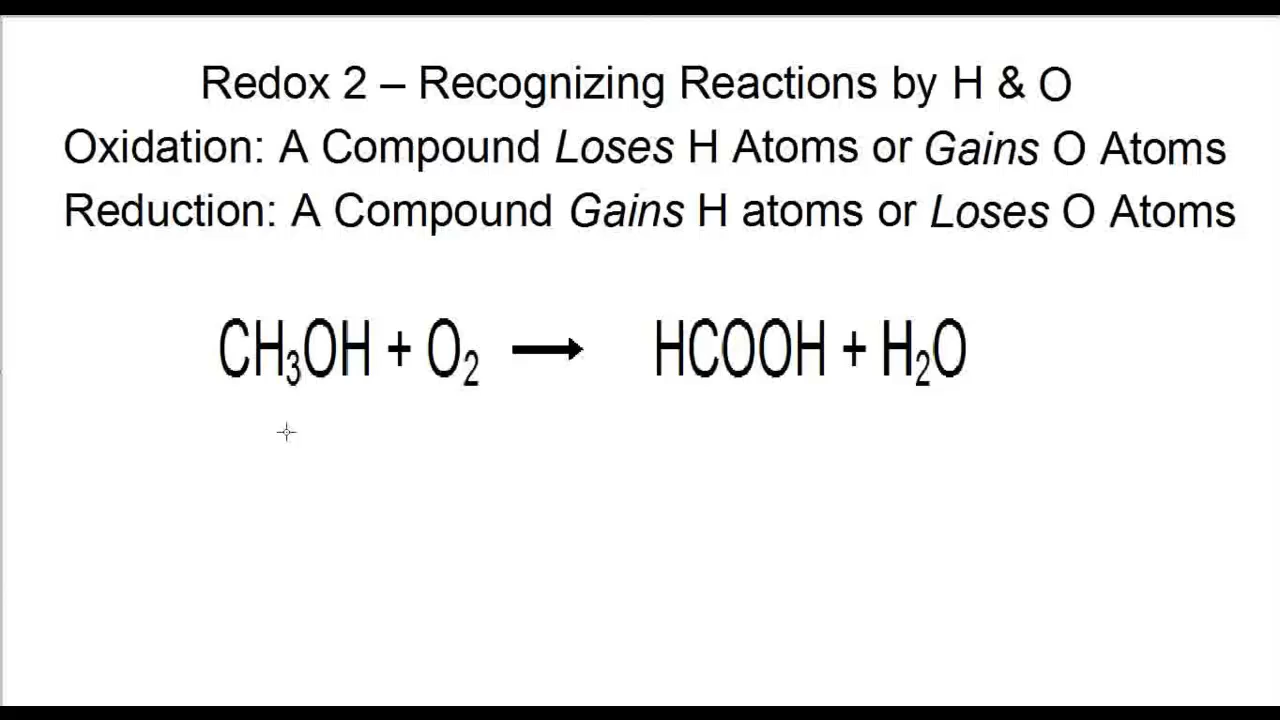 Redox 2 – Recognizing Reactions by H & O
Oxidation: A Compound Loses H Atoms or Gains O Atoms
Reduction: A Compound Gains H atoms or Loses O Atoms
CH₃OH + O₂ ⟶ HCOOH + H₂O